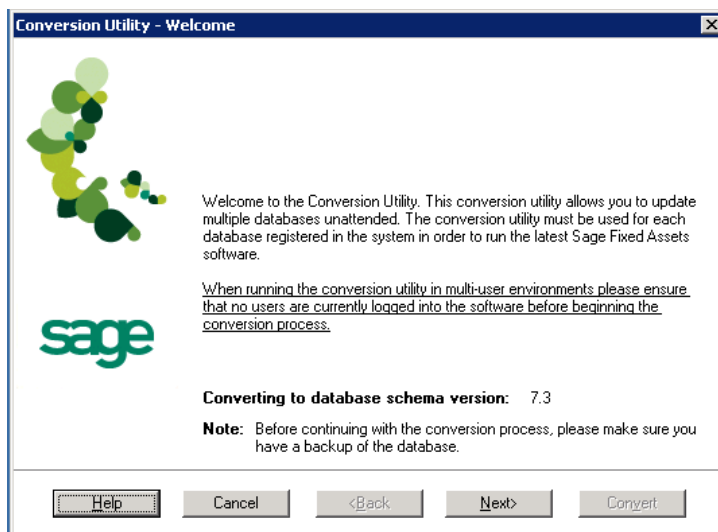 Conversion Utility - Welcome
Welcome to the Conversion Utility. This conversion utility allows you to update
multiple databases unattended. The conversion utility must be used for each
database registered in the system in order to run the latest Sage Fixed Assets
software.
When running the conversion utility in multi-user environments please ensure
that no users are currently logged into the software before beginning the
conversion process.
sage
Converting to database schema version: 7.3
Note: Before continuing with the conversion process, please make sure you
have a backup of the database.
Help Cancel <Back Next> Convert